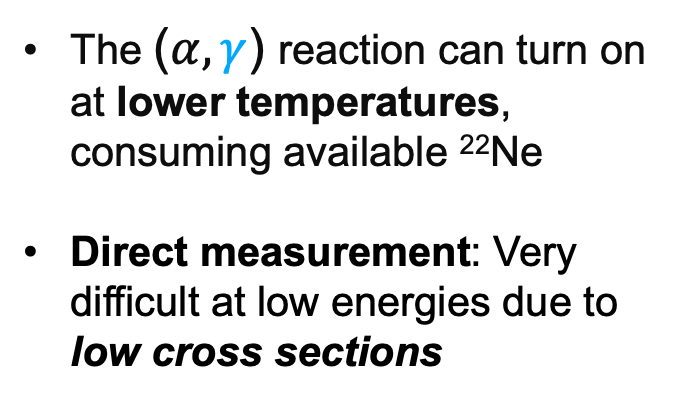 • The (α,γ) reaction can turn on
at lower temperatures,
consuming available ²²Ne
• Direct measurement: Very
difficult at low energies due to
low cross sections